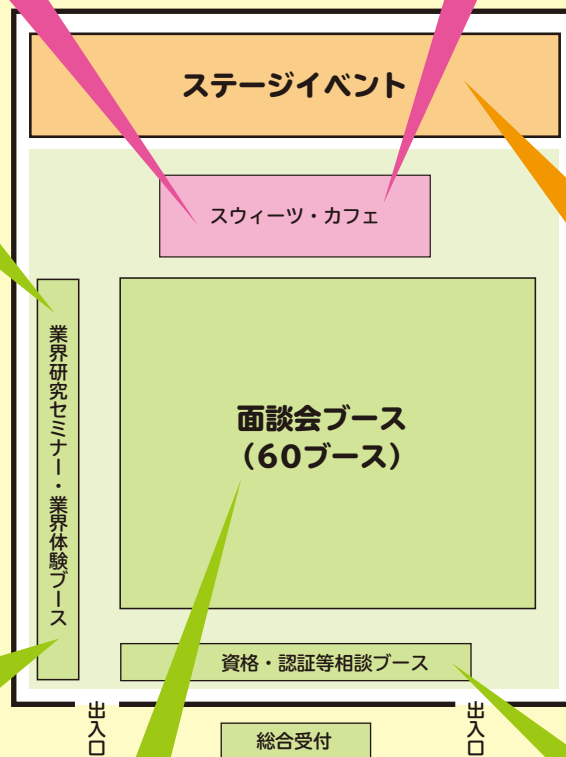 ステージイベント
スウィーツ・カフェ
業界研究セミナー・業界体験ブース
面談会ブース
（60ブース）
資格・認証等相談ブース
出入口
出入口
総合受付